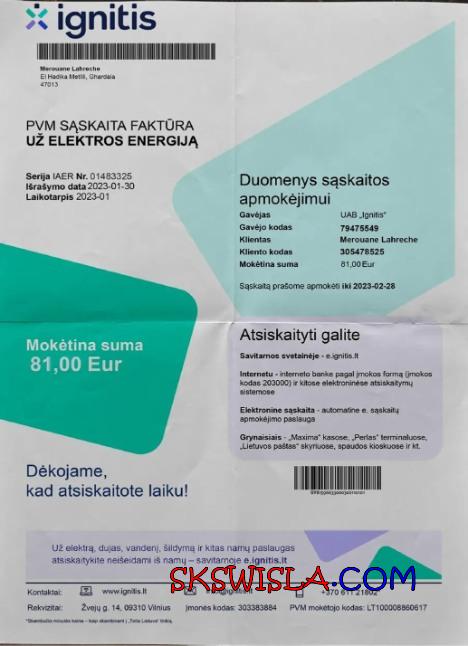 ignitis
Merouane Lahreche
El Hadika Metlili, Ghardaia
47013
PVM SĄSKAITA FAKTŪRA
UŽ ELEKTROS ENERGIJĄ
Serija IAER Nr. 01483325
Išrašymo data 2023-01-30
Laikotarpis 2023-01
Duomenys sąskaitos
apmokėjimui
Gavėjas UAB „Ignitis"
Gavėjo kodas 79475549
Klientas Merouane Lahreche
Kliento kodas 305478525
Mokėtina suma 81,00 Eur
Sąskaitą prašome apmokėti iki 2023-02-28
Mokėtina suma
81,00 Eur
Atsiskaityti galite
Savitarnos svetainėje - e.ignitis.lt
Internetu - interneto banke pagal įmokos formą (įmokos
kodas 203000) ir kitose elektroninėse atsiskaitymų
sistemose
Elektroninė sąskaita - automatinė e. sąskaitų
apmokėjimo paslauga
Grynaisiais - „Maxima" kasose, „Perlas" terminaluose,
„Lietuvos paštas" skyriuose, spaudos kioskuose ir kt.
Dėkojame,
kad atsiskaitote laiku!
Už elektrą, dujas, vandenį, šildymą ir kitas namų paslaugas
atsiskaitykite neišeidami iš namų – savitarnoje e.ignitis.lt
Kontaktai: www.ignitis.lt +370 611 21802
SKSWISLA.COM
Rekvizitai: Žvejų g. 14, 09310 Vilnius Įmonės kodas: 303383884 PVM mokėtojo kodas: LT100008860617